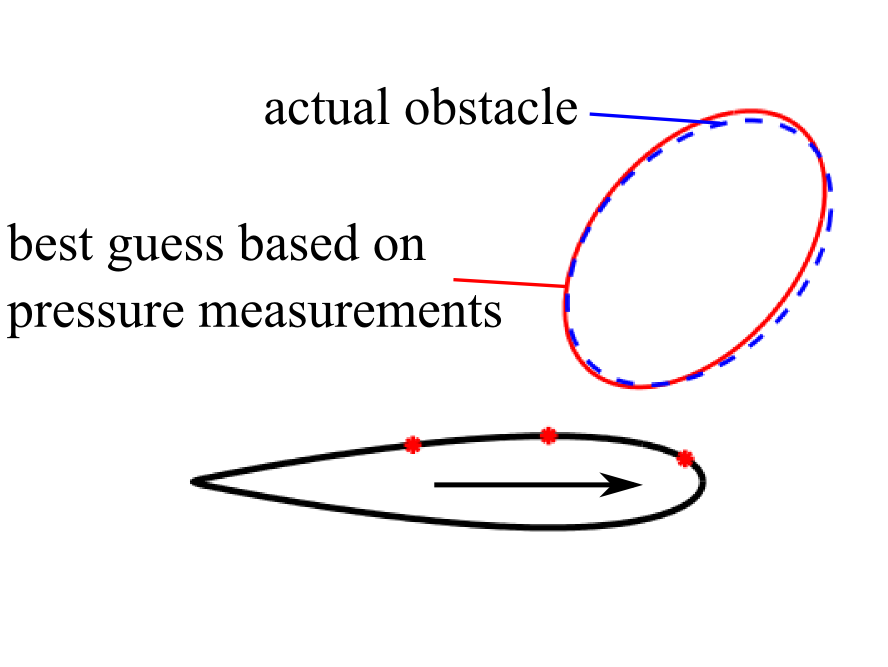 actual obstacle
best guess based on
pressure measurements